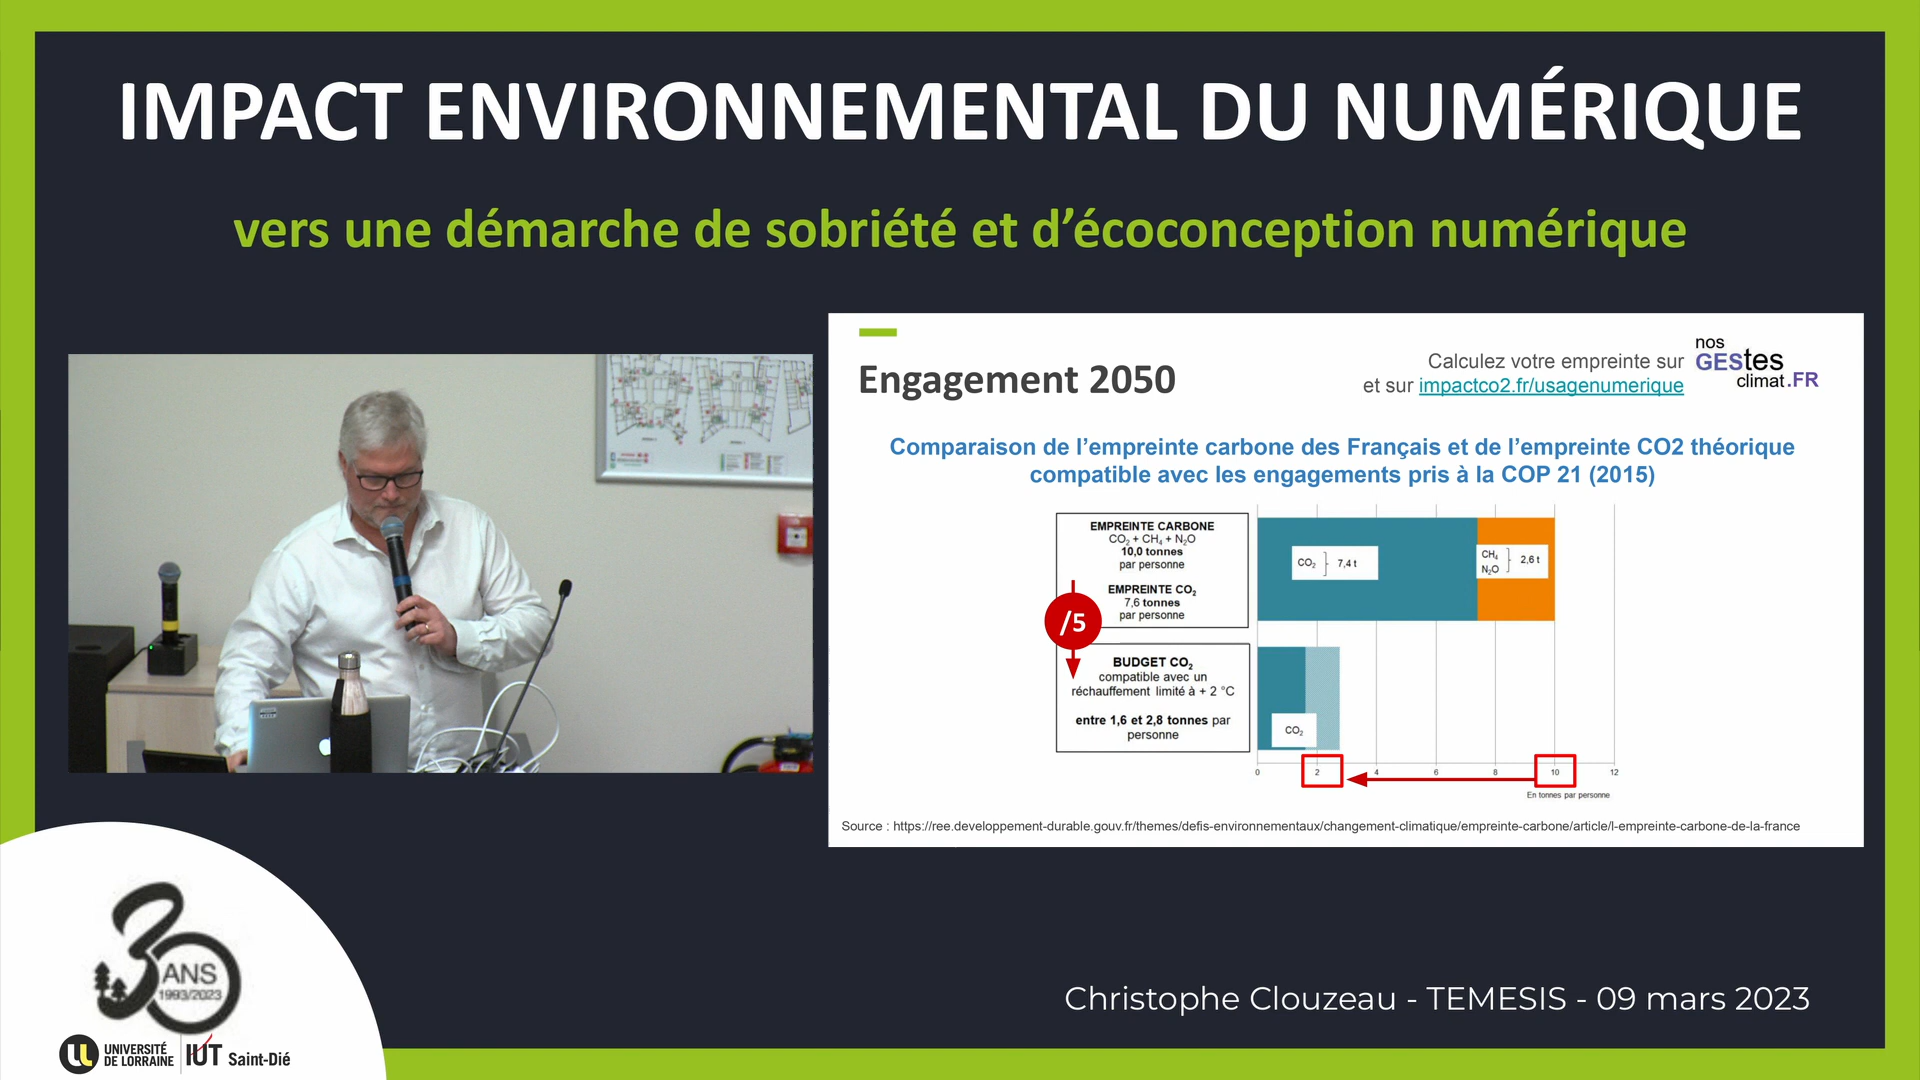 IMPACT ENVIRONNEMENTAL DU NUMÉRIQUE
vers une démarche de sobriété et d’écoconception numérique
Engagement 2050
Calculez votre empreinte sur
et sur impactco2.fr/usagenumerique
nos
GEStes
climat.FR
Comparaison de l’empreinte carbone des Français et de l’empreinte CO2 théorique
compatible avec les engagements pris à la COP 21 (2015)
EMPREINTE CARBONE
CO₂ + CH₄ + N₂O
10,0 tonnes
par personne
EMPREINTE CO₂
7,6 tonnes
par personne
/5
BUDGET CO₂
compatible avec un
réchauffement limité à + 2 °C
entre 1,6 et 2,8 tonnes par
personne
CO₂ 7,4 t
CH₄
N₂O
2,6 t
CO₂
0 2 4 6 8 10 12
En tonnes par personne
Source : https://ree.developpement-durable.gouv.fr/themes/defis-environnementaux/changement-climatique/empreinte-carbone/article/l-empreinte-carbone-de-la-france
30 ANS
1993/2023
UNIVERSITÉ
DE LORRAINE
IUT Saint-Dié
Christophe Clouzeau - TEMESIS - 09 mars 2023